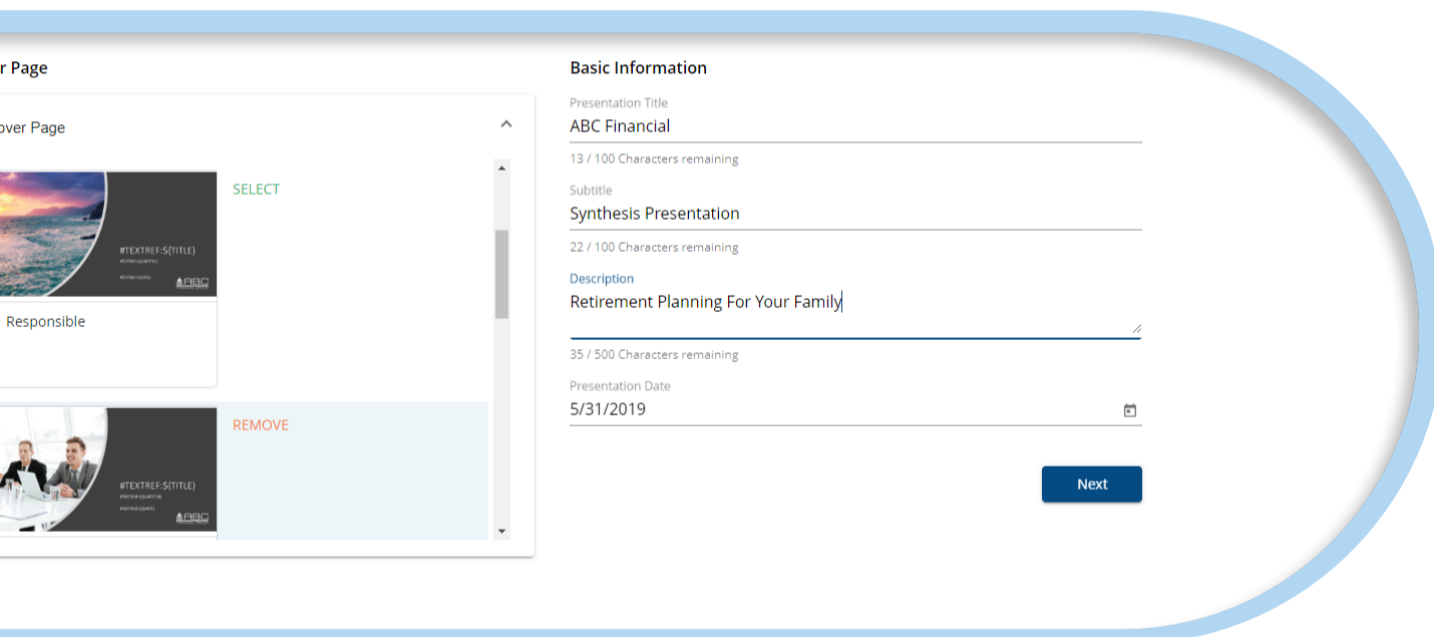 r Page
over Page
SELECT
#TEXTREF:${TITLE}
ABC
Responsible
REMOVE
#TEXTREF:${TITLE}
ABC
Basic Information
Presentation Title
ABC Financial
13 / 100 Characters remaining
Subtitle
Synthesis Presentation
22 / 100 Characters remaining
Description
Retirement Planning For Your Family
35 / 500 Characters remaining
Presentation Date
5/31/2019
Next